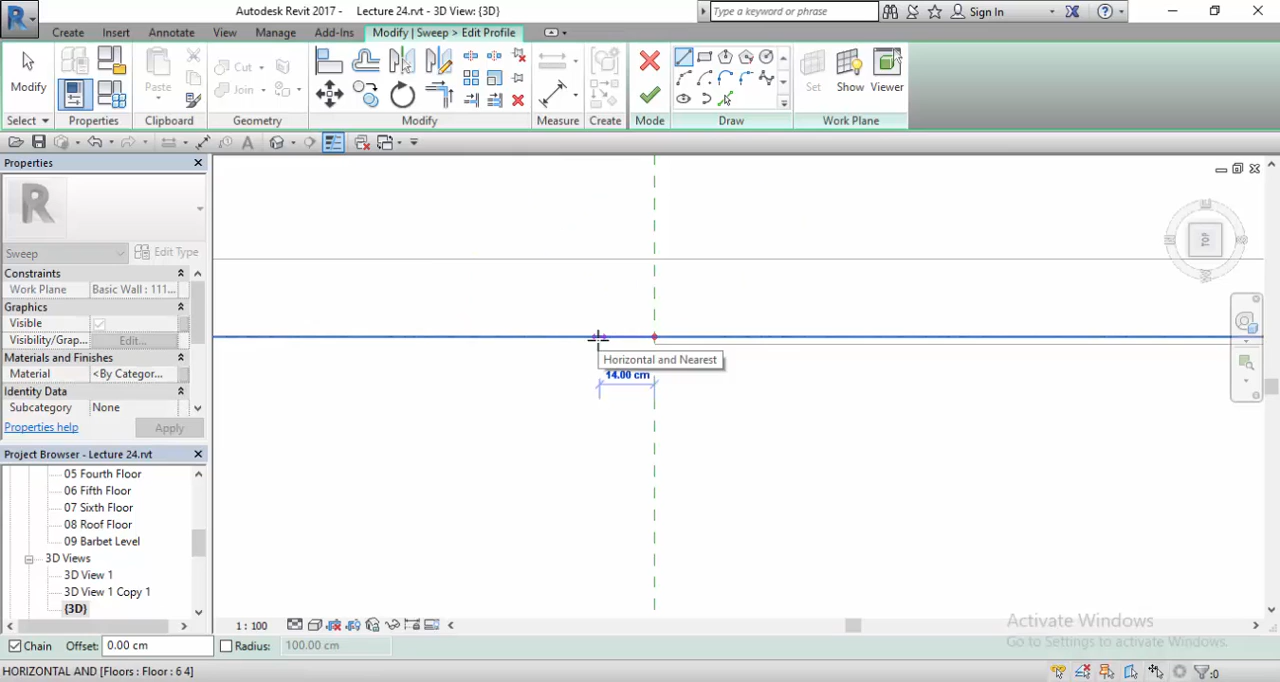 Autodesk Revit 2017 - Lecture 24.rvt - 3D View: {3D}
Type a keyword or phrase
Sign In
Create Insert Annotate View Manage Add-Ins Modify | Sweep > Edit Profile
Modify
Paste
Cut
Join
Set Show Viewer
Select Properties Clipboard Geometry Modify Measure Create Mode Draw Work Plane
Properties
Sweep
Edit Type
Constraints
Work Plane Basic Wall : 111...
Graphics
Visible
Visibility/Grap... Edit...
Materials and Finishes
Material <By Categor...
Identity Data
Subcategory None
Properties help
Apply
Project Browser - Lecture 24.rvt
05 Fourth Floor
06 Fifth Floor
07 Sixth Floor
08 Roof Floor
09 Barbet Level
3D Views
3D View 1
3D View 1 Copy 1
{3D}
TOP
Horizontal and Nearest
14.00 cm
1 : 100
Activate Windows
Go to Settings to activate Windows.
Chain Offset: 0.00 cm Radius: 100.00 cm
HORIZONTAL AND [Floors : Floor : 6 4]
:0